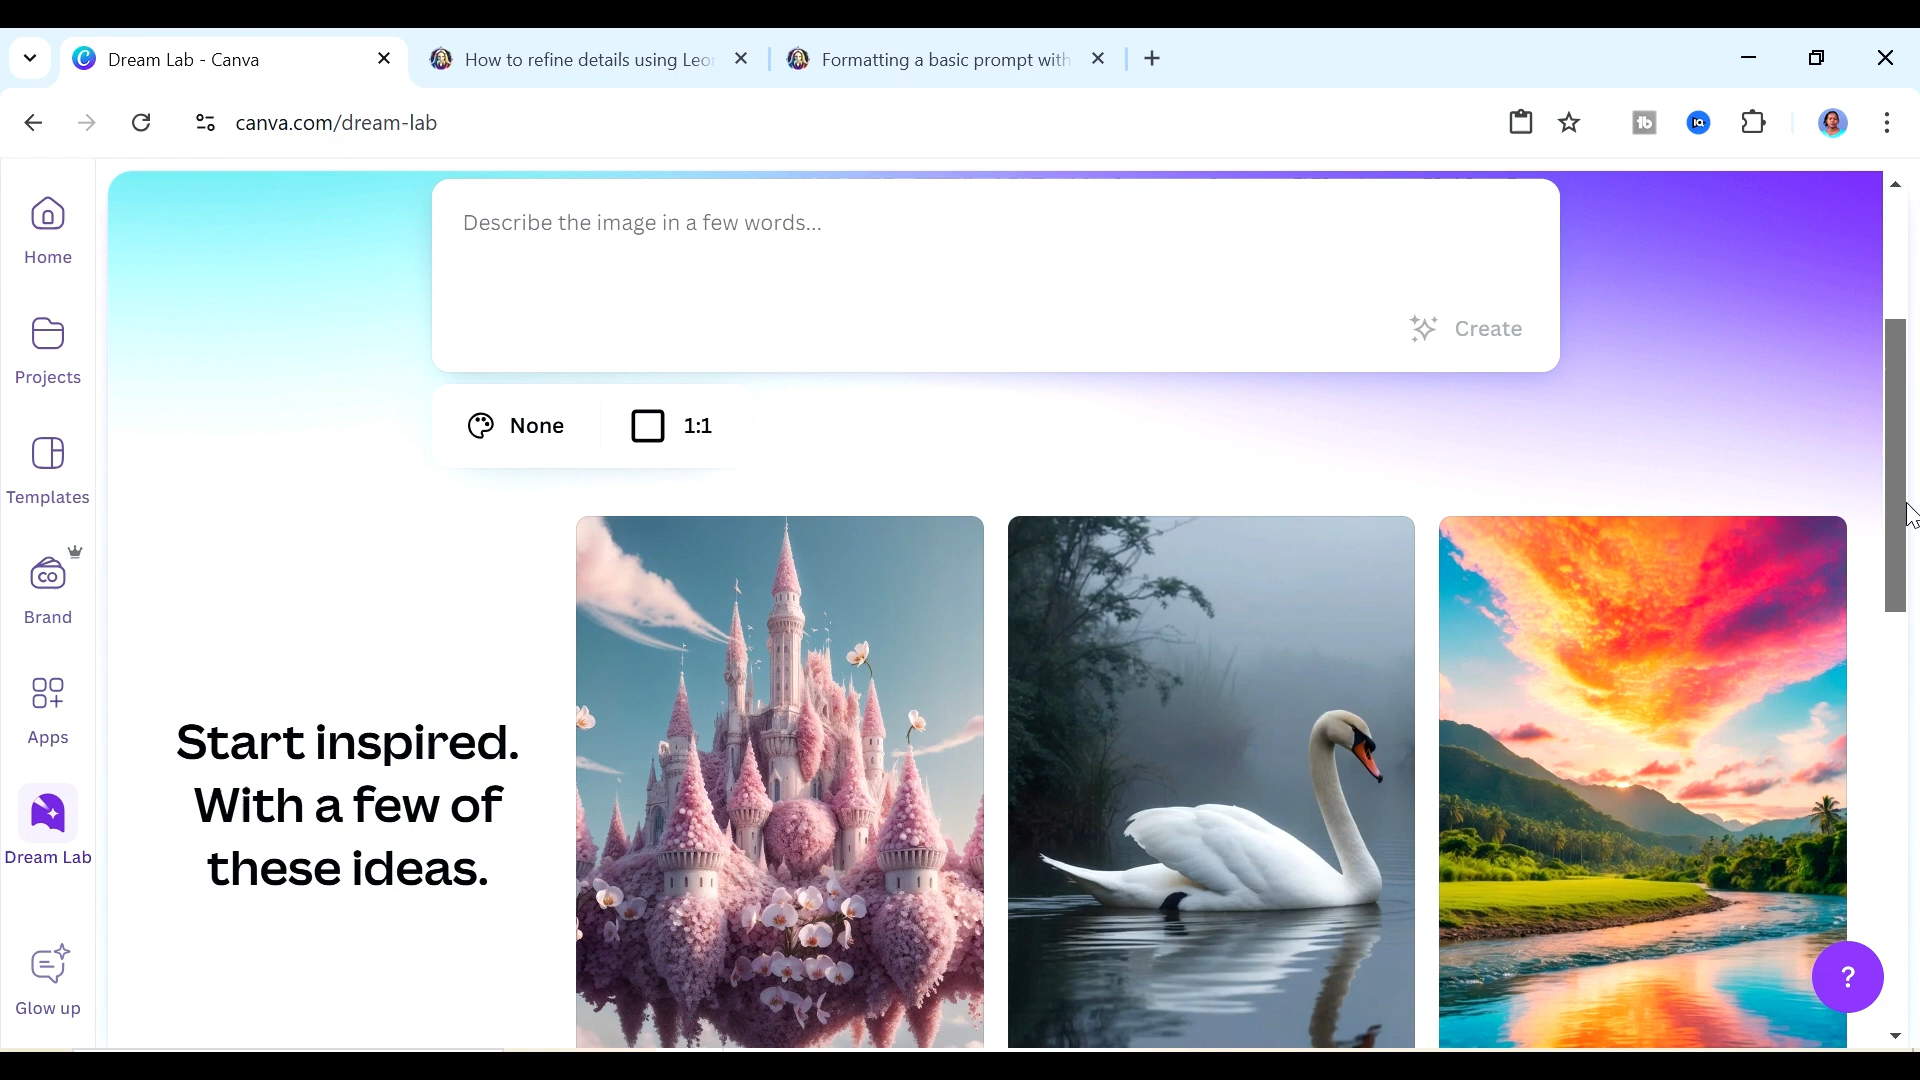 Dream Lab - Canva
How to refine details using Leo
Formatting a basic prompt with
canva.com/dream-lab
Home
Projects
Templates
CO
Brand
Apps
Dream Lab
Glow up
Describe the image in a few words...
Create
None
1:1
Start inspired.
With a few of
these ideas.
?